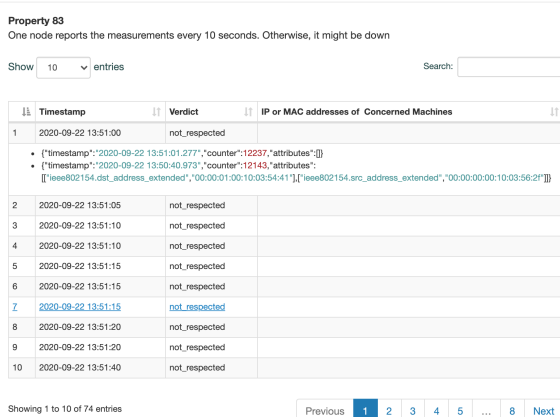 Property 83
One node reports the measurements every 10 seconds. Otherwise, it might be down
Show 10 entries Search:
Timestamp Verdict IP or MAC addresses of Concerned Machines
1 2020-09-22 13:51:00 not_respected
{"timestamp":"2020-09-22 13:51:01.277","counter":12237,"attributes":[]}
{"timestamp":"2020-09-22 13:50:40.973","counter":12143,"attributes":
[["ieee802154.dst_address_extended","00:00:01:00:10:03:54:41"],["ieee802154.src_address_extended","00:00:00:00:10:03:56:2f"]]}
2 2020-09-22 13:51:05 not_respected
3 2020-09-22 13:51:10 not_respected
4 2020-09-22 13:51:10 not_respected
5 2020-09-22 13:51:15 not_respected
6 2020-09-22 13:51:15 not_respected
7 2020-09-22 13:51:15 not_respected
8 2020-09-22 13:51:20 not_respected
9 2020-09-22 13:51:20 not_respected
10 2020-09-22 13:51:40 not_respected
Showing 1 to 10 of 74 entries Previous 1 2 3 4 5 ... 8 Next